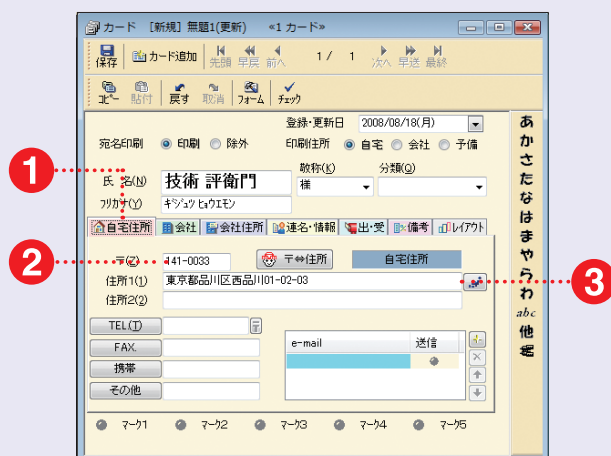 カード [新規] 無題1(更新) «1 カード»
保存 カード追加 先頭 早戻 前へ 1 / 1 次へ 早送 最終
コピー 貼付 戻す 取消 フォーム チェック
登録・更新日 2008/08/18(月)
宛名印刷 印刷 除外 印刷住所 自宅 会社 予備
敬称(K) 分類(Q)
1 氏 名(N) 技術 評衛門 様
フリガナ(Y) キジュツ ヒョウエモン
自宅住所 会社 会社住所 連名・情報 出・受 備考 レイアウト
2 〒(Z) 141-0033 〒⇔住所 自宅住所
住所1(1) 東京都品川区西品川01-02-03 3
住所2(2)
TEL(T)
FAX.
e-mail 送信
携帯
その他
マーク1 マーク2 マーク3 マーク4 マーク5
あ
か
さ
た
な
は
ま
や
ら
わ
abc
他
鑑